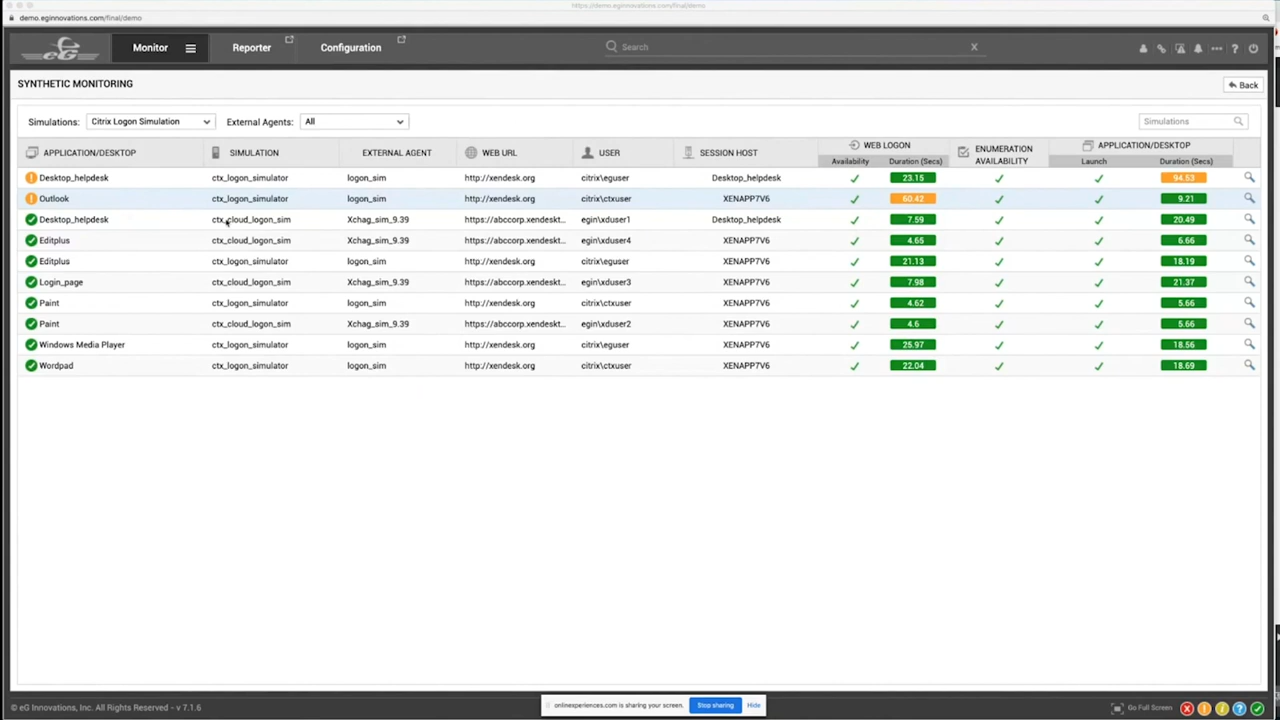 https://demo.eginnovations.com/final/demo
demo.eginnovations.com/final/demo
eG
Monitor
Reporter
Configuration
Search
X
SYNTHETIC MONITORING
Back
Simulations: Citrix Logon Simulation External Agents: All
Simulations
APPLICATION/DESKTOP SIMULATION EXTERNAL AGENT WEB URL USER SESSION HOST WEB LOGON ENUMERATION AVAILABILITY APPLICATION/DESKTOP
Availability Duration (Secs) Launch Duration (Secs)
Desktop_helpdesk ctx_logon_simulator logon_sim http://xendesk.org citrix\eguser Desktop_helpdesk 23.15 94.53
Outlook ctx_logon_simulator logon_sim http://xendesk.org citrix\ctxuser XENAPP7V6 60.42 9.21
Desktop_helpdesk ctx_cloud_logon_sim Xchag_sim_9.39 https://abccorp.xendeskt... egin\xduser1 Desktop_helpdesk 7.59 20.49
Editplus ctx_cloud_logon_sim Xchag_sim_9.39 https://abccorp.xendeskt... egin\xduser4 XENAPP7V6 4.65 6.66
Editplus ctx_logon_simulator logon_sim http://xendesk.org citrix\eguser XENAPP7V6 21.13 18.19
Login_page ctx_cloud_logon_sim Xchag_sim_9.39 https://abccorp.xendeskt... egin\xduser3 XENAPP7V6 7.98 21.37
Paint ctx_logon_simulator logon_sim http://xendesk.org citrix\ctxuser XENAPP7V6 4.62 5.66
Paint ctx_cloud_logon_sim Xchag_sim_9.39 https://abccorp.xendeskt... egin\xduser2 XENAPP7V6 4.6 5.66
Windows Media Player ctx_logon_simulator logon_sim http://xendesk.org citrix\eguser XENAPP7V6 25.97 18.56
Wordpad ctx_logon_simulator logon_sim http://xendesk.org citrix\ctxuser XENAPP7V6 22.04 18.69
© eG Innovations, Inc. All Rights Reserved - v 7.1.6
onlinexperiences.com is sharing your screen. Stop sharing Hide
Go Full Screen